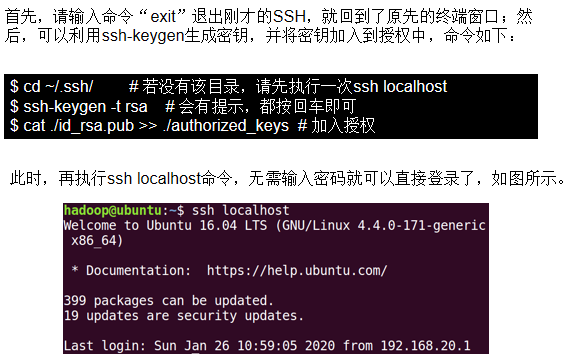 首先，请输入命令“exit”退出刚才的SSH，就回到了原先的终端窗口；然
后，可以利用ssh-keygen生成密钥，并将密钥加入到授权中，命令如下：
$ cd ~/.ssh/ # 若没有该目录，请先执行一次ssh localhost
$ ssh-keygen -t rsa # 会有提示，都按回车即可
$ cat ./id_rsa.pub >> ./authorized_keys # 加入授权
此时，再执行ssh localhost命令，无需输入密码就可以直接登录了，如图所示。
hadoop@ubuntu:~$ ssh localhost
Welcome to Ubuntu 16.04 LTS (GNU/Linux 4.4.0-171-generic
x86_64)
* Documentation: https://help.ubuntu.com/
399 packages can be updated.
19 updates are security updates.
Last login: Sun Jan 26 10:59:05 2020 from 192.168.20.1